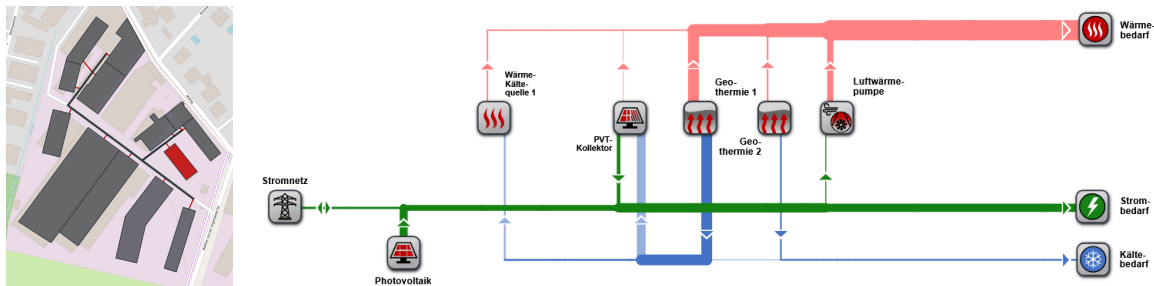 Wärme-
bedarf
Wärme-
Kälte-
quelle 1
Geo-
thermie 1
Luftwärme-
pumpe
PVT-
Kollektor
Geo-
thermie 2
Stromnetz
Strom-
bedarf
Photovoltaik
Kälte-
bedarf